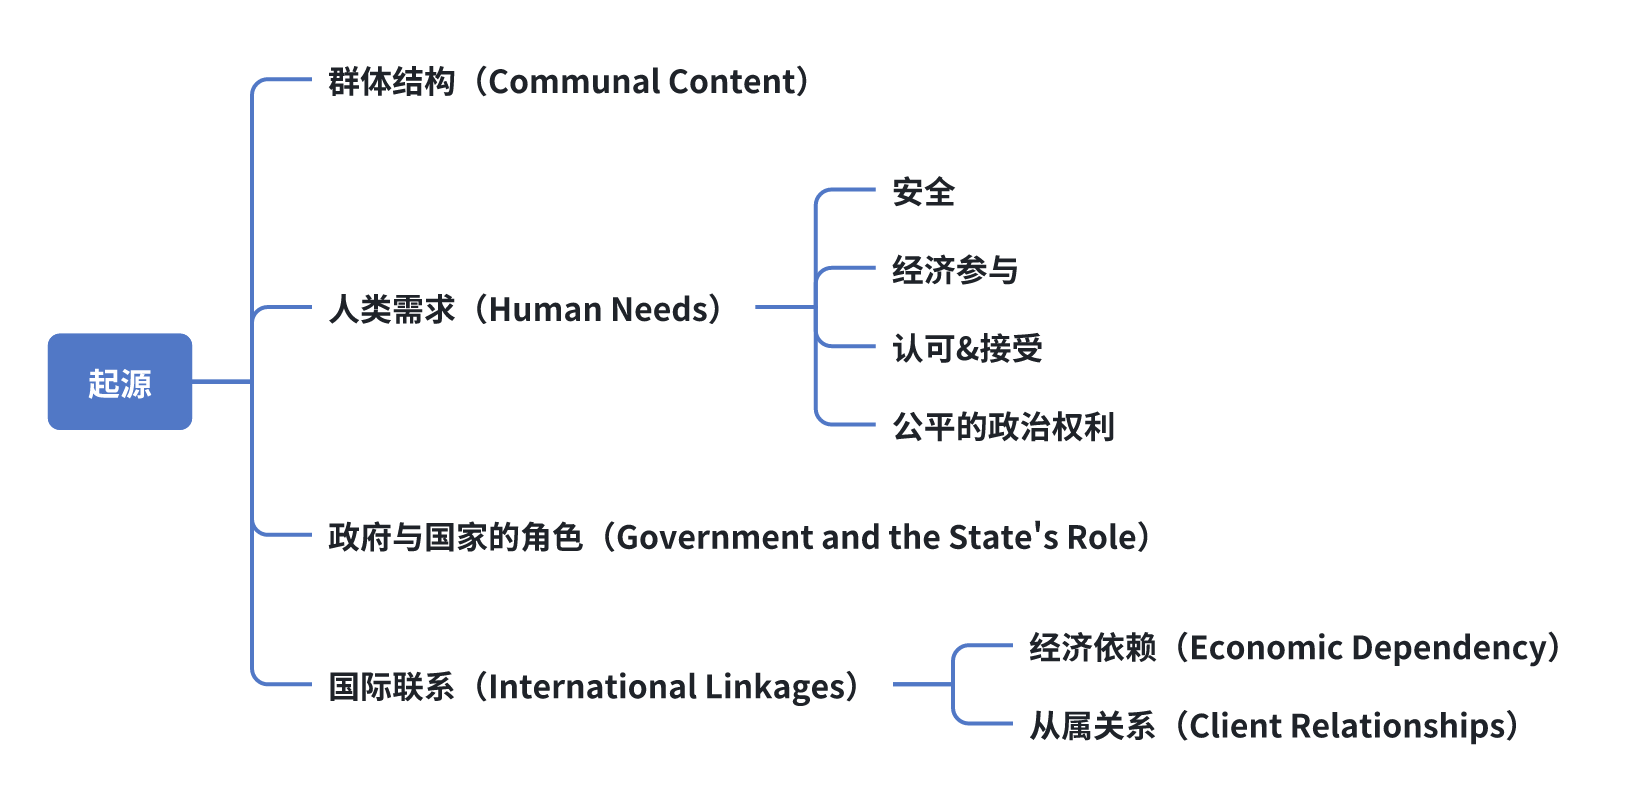 群体结构（Communal Content）
安全
经济参与
人类需求（Human Needs）
认可&接受
起源
公平的政治权利
政府与国家的角色（Government and the State's Role）
经济依赖（Economic Dependency）
国际联系（International Linkages）
从属关系（Client Relationships）